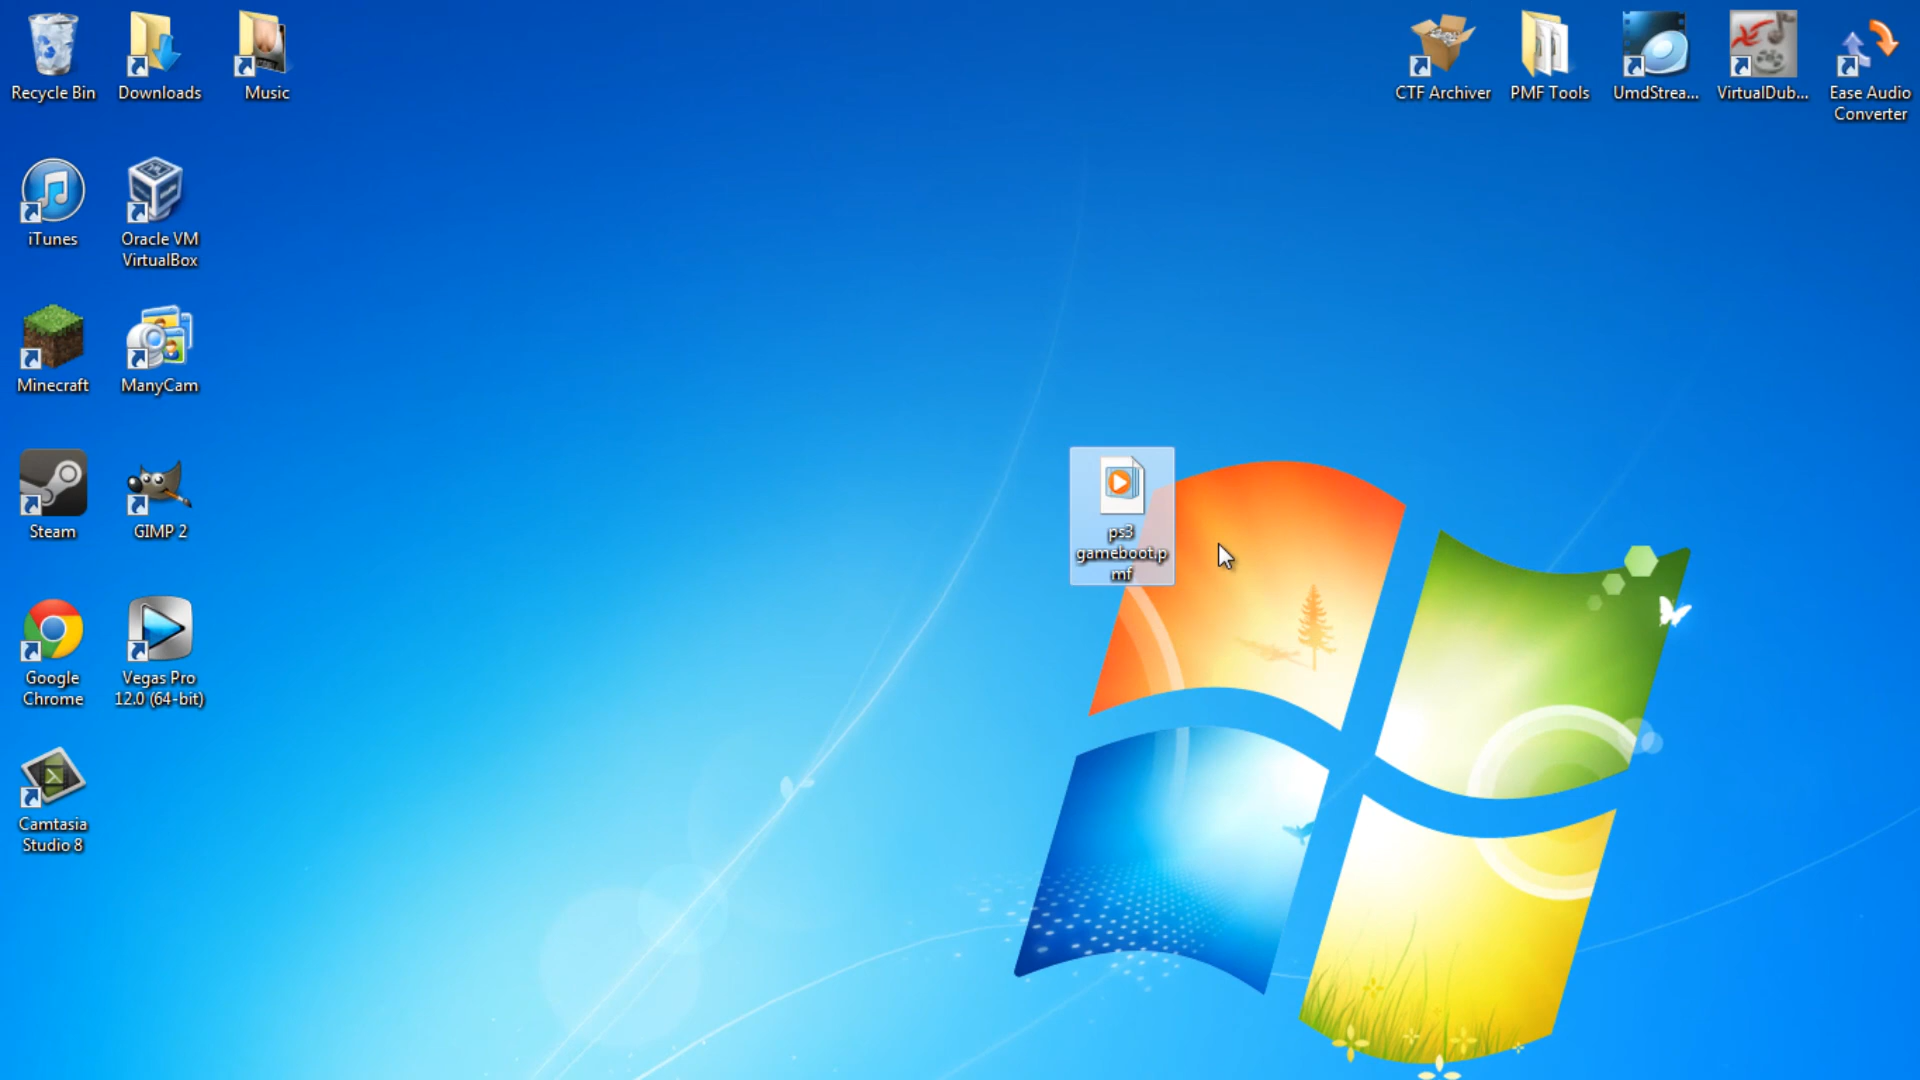 Recycle Bin
Downloads
Music
CTF Archiver
PMF Tools
UmdStrea...
VirtualDub...
Ease Audio
Converter
iTunes
Oracle VM
VirtualBox
Minecraft
ManyCam
Steam
GIMP 2
ps3
gameboot.p
mf
Google
Chrome
Vegas Pro
12.0 (64-bit)
Camtasia
Studio 8